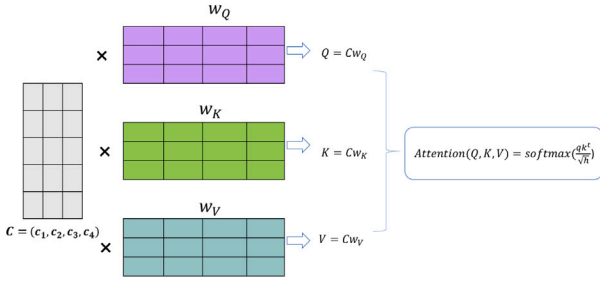 w_Q
×
Q = Cw_Q
w_K
×
K = Cw_K
Attention(Q, K, V) = softmax(qk^t/√h)
C = (c_1, c_2, c_3, c_4)
w_V
×
V = Cw_V